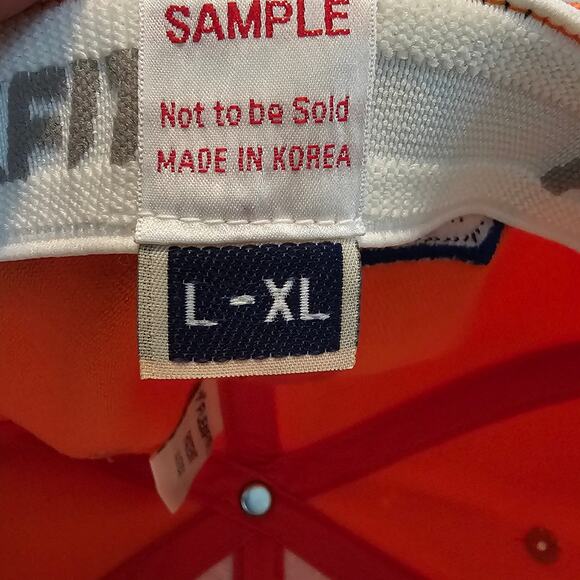 SAMPLE
Not to be Sold
MADE IN KOREA
L-XL